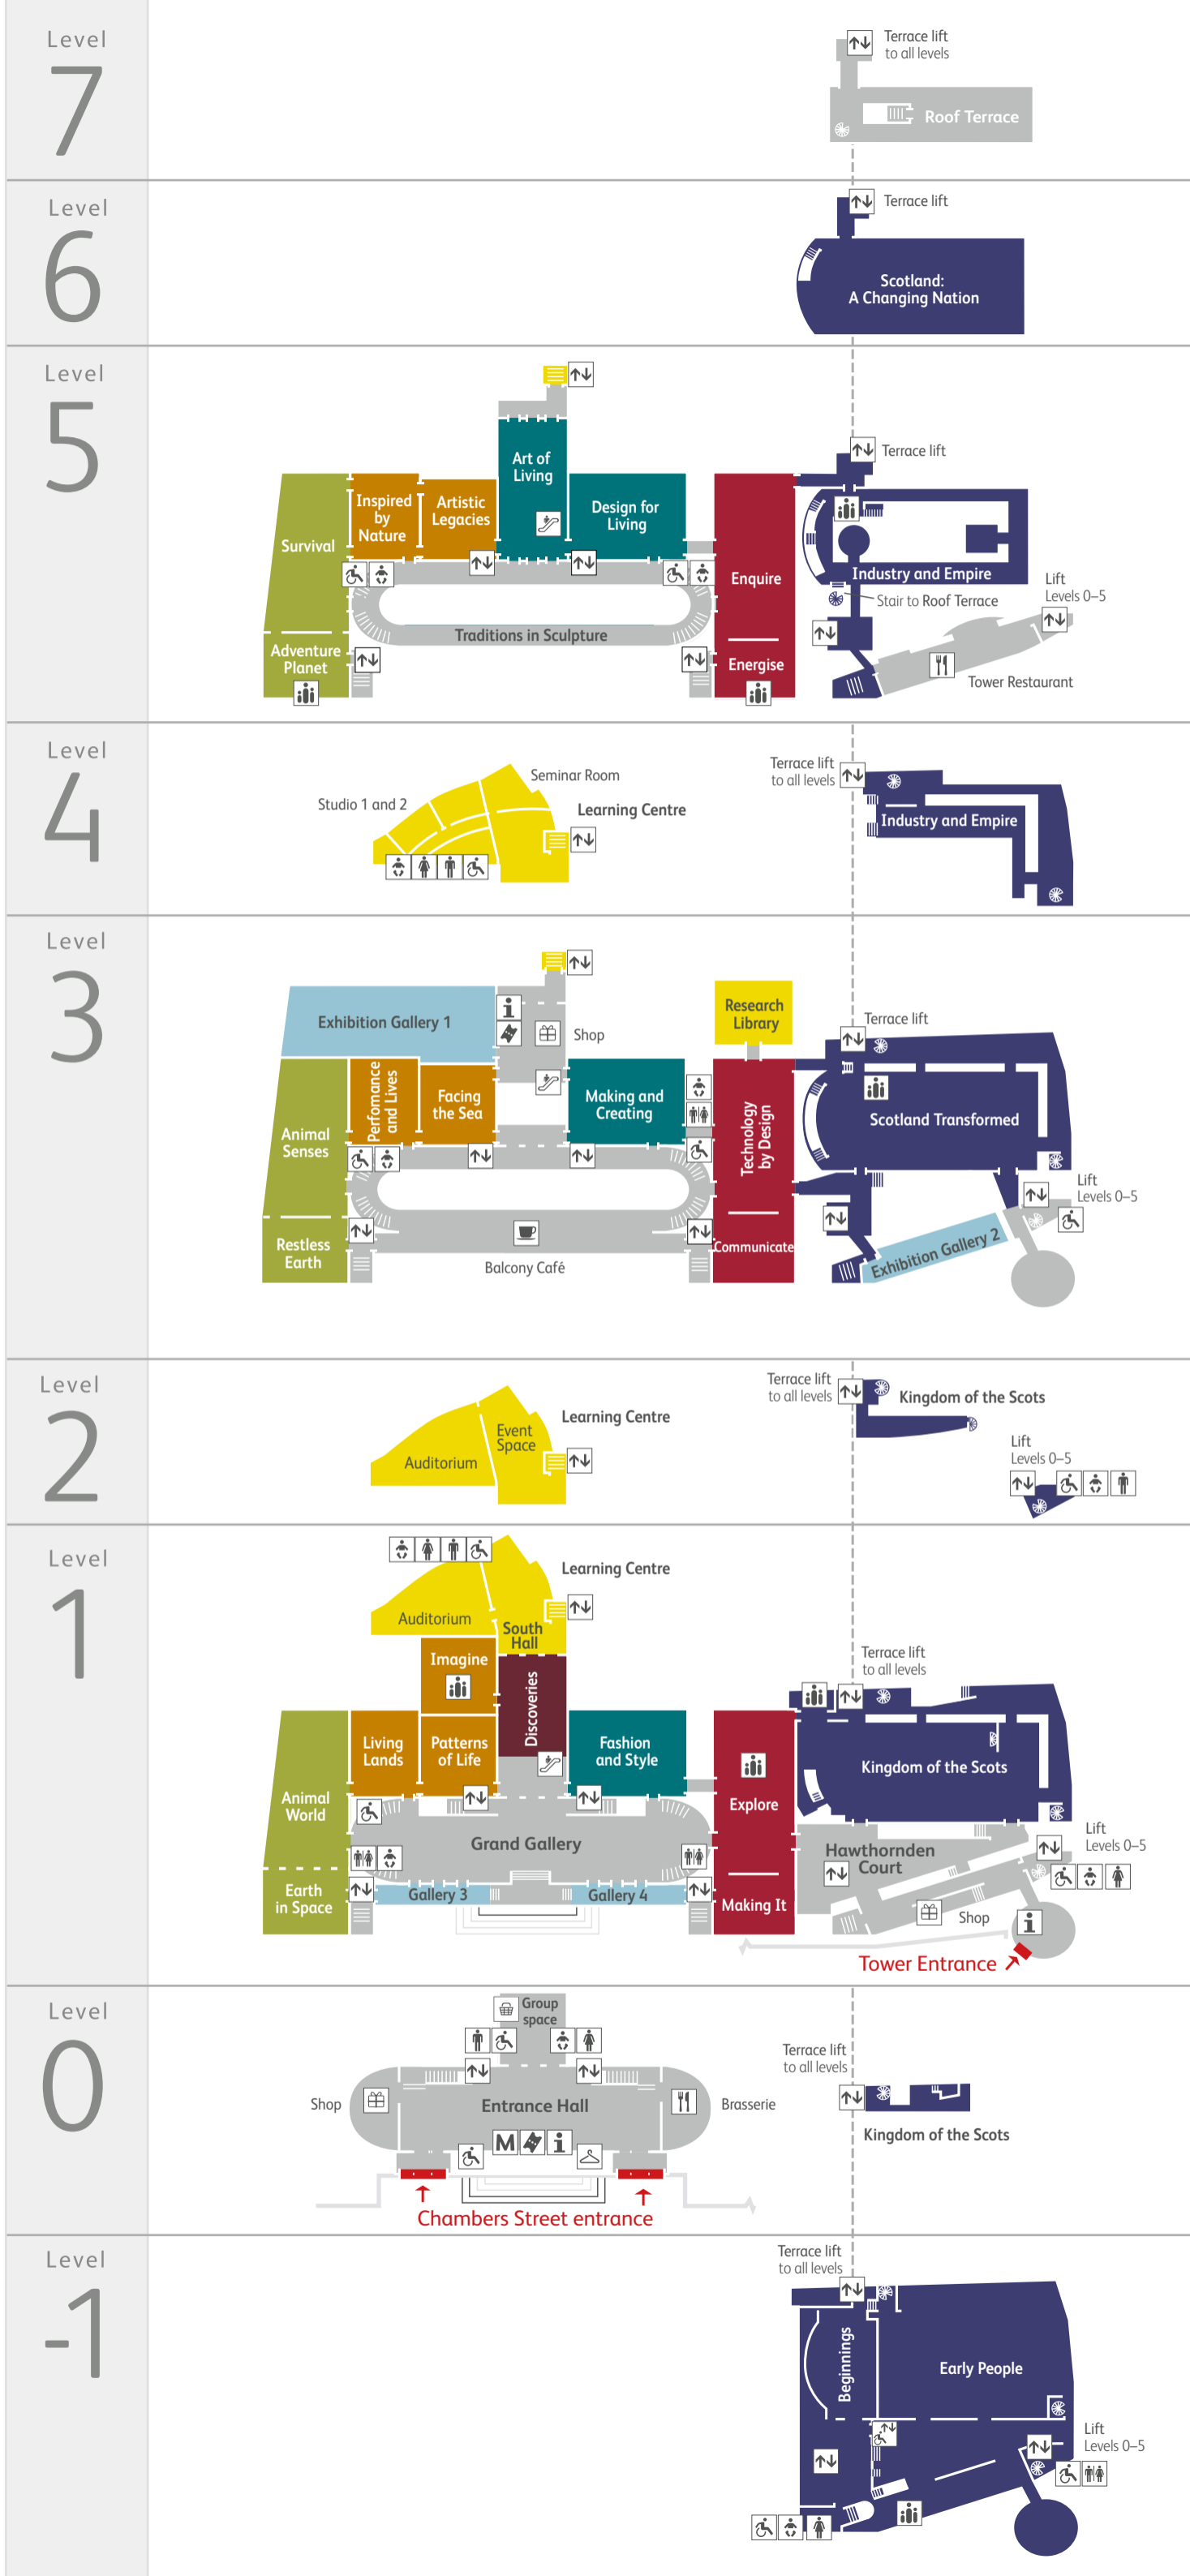 Level
7
Terrace lift
to all levels
Roof Terrace
Level
6
Terrace lift
Scotland:
A Changing Nation
Level
5
Art of
Living
Terrace lift
Inspired
by
Nature
Artistic
Legacies
Design for
Living
Survival
Enquire
Industry and Empire
Stair to Roof Terrace
Lift
Levels 0–5
Traditions in Sculpture
Adventure
Planet
Energise
Tower Restaurant
Level
4
Seminar Room
Studio 1 and 2
Learning Centre
Terrace lift
to all levels
Industry and Empire
Level
3
Exhibition Gallery 1
Shop
Research
Library
Terrace lift
Perfomance
and Lives
Facing
the Sea
Making and
Creating
Technology
by Design
Scotland Transformed
Animal
Senses
Lift
Levels 0–5
Restless
Earth
Communicate
Exhibition Gallery 2
Balcony Café
Level
2
Terrace lift
to all levels
Kingdom of the Scots
Learning Centre
Event
Space
Auditorium
Lift
Levels 0–5
Level
1
Learning Centre
Auditorium
South
Hall
Imagine
Discoveries
Terrace lift
to all levels
Living
Lands
Patterns
of Life
Fashion
and Style
Kingdom of the Scots
Animal
World
Explore
Grand Gallery
Hawthornden
Court
Lift
Levels 0–5
Earth
in Space
Gallery 3
Gallery 4
Making It
Shop
Tower Entrance
Level
0
Group
space
Terrace lift
to all levels
Shop
Entrance Hall
Brasserie
M
Kingdom of the Scots
Chambers Street entrance
Level
-1
Terrace lift
to all levels
Beginnings
Early People
Lift
Levels 0–5